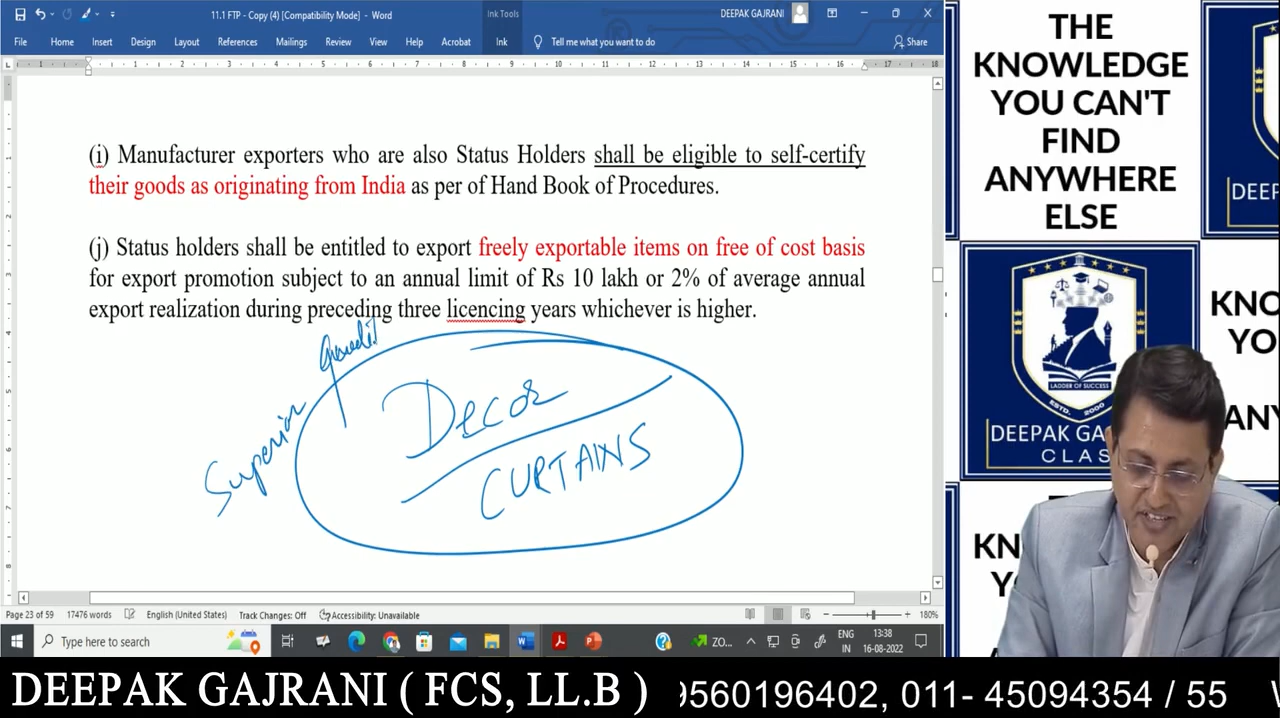 11.1 FTP - Copy (4) [Compatibility Mode] - Word
Ink Tools
DEEPAK GAJRANI
File Home Insert Design Layout References Mailings Review View Help Acrobat Ink Tell me what you want to do Share
(i) Manufacturer exporters who are also Status Holders shall be eligible to self-certify
their goods as originating from India as per of Hand Book of Procedures.
(j) Status holders shall be entitled to export freely exportable items on free of cost basis
for export promotion subject to an annual limit of Rs 10 lakh or 2% of average annual
export realization during preceding three licencing years whichever is higher.
Superior
Decor
CURTAINS
Page 23 of 59 17476 words English (United States) Track Changes: Off Accessibility: Unavailable 180%
Type here to search
ZO...
ENG
IN
13:38
16-08-2022
THE
KNOWLEDGE
YOU CAN'T
FIND
ANYWHERE
ELSE
DEEP
LADDER OF SUCCESS
ESTD. 2000
DEEPAK GA
CLAS
KNO
YO
ANY
KN
Y
DEEPAK GAJRANI ( FCS, LL.B )
9560196402, 011- 45094354 / 55